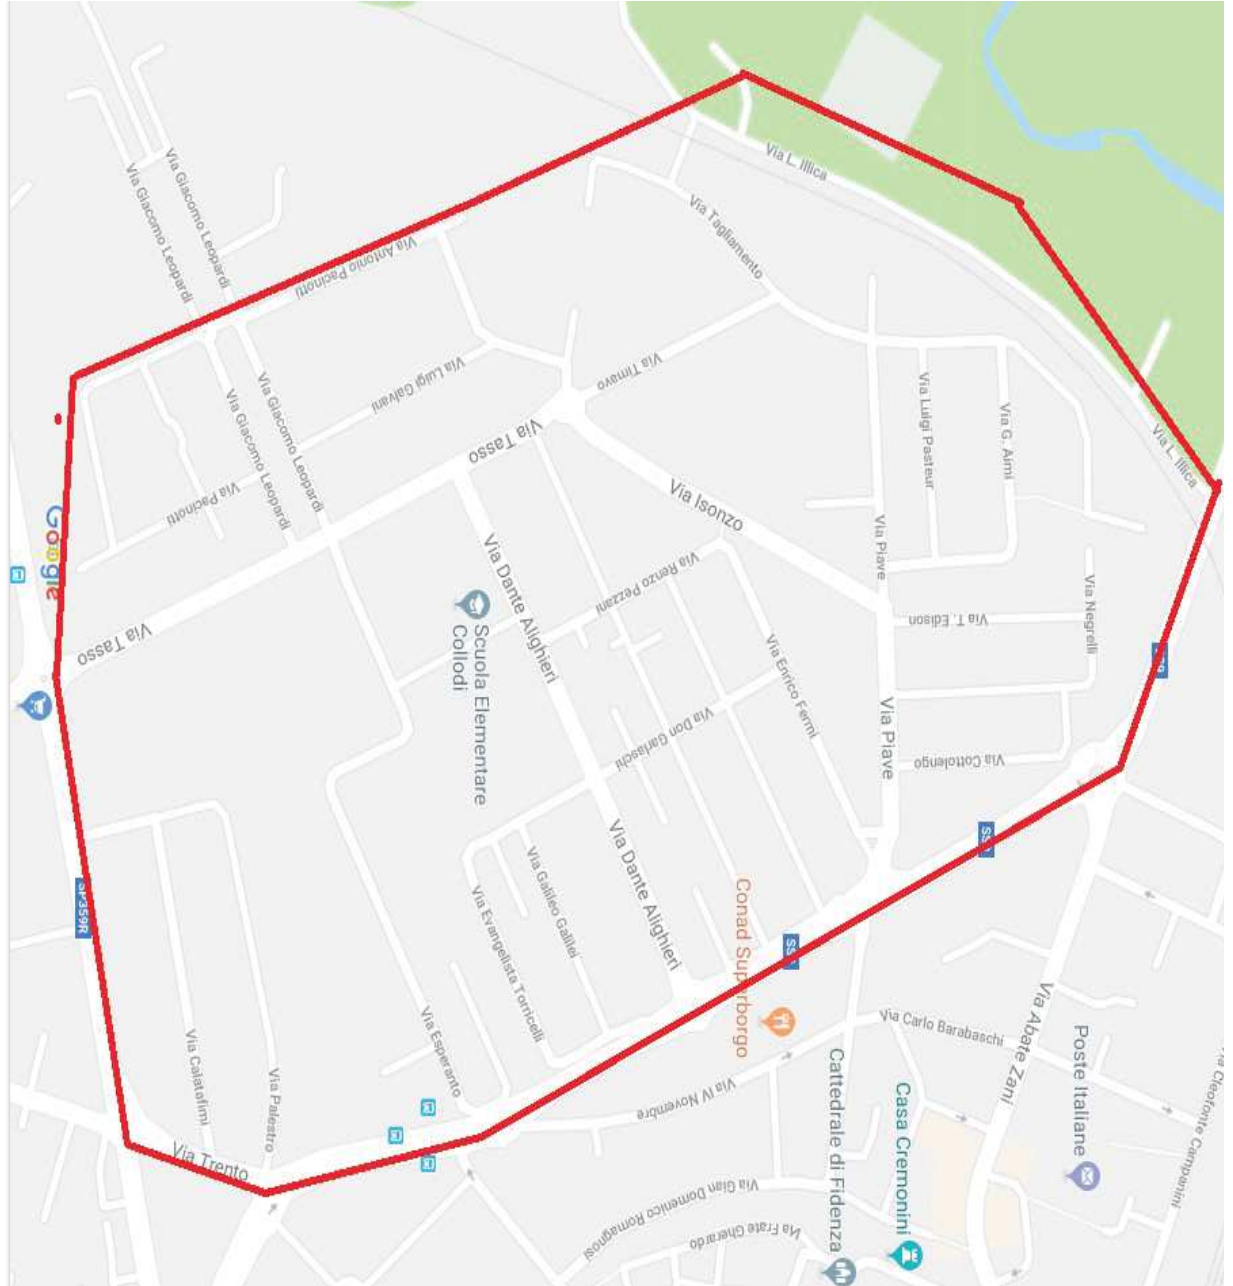 Via L. Illica
Via Giacomo Leopardi
Via Giacomo Leopardi
Via Antonio Pacinotti
Via Tagliamento
Via Timavo
Via Luigi Galvani
Via Giacomo Leopardi
Via Giacomo Leopardi
Via Luigi Pasteur
Via G. Aimi
Via L. Illica
Via Tasso
Via Pacinotti
Via Isonzo
Google
Via Piave
Via Dante Alighieri
Via Renzo Pezzani
Via T. Edison
Via Negrelli
Via Tasso
Scuola Elementare
Collodi
Via Enrico Fermi
Via Don Garlaschi
Via Piave
Via Cottolengo
Via Dante Alighieri
Via Galileo Galilei
Via Evangelista Torricelli
SP359R
Conad Superborgo
Via Esperanto
Via Calatafimi
Via Palestro
Via Trento
Via IV Novembre
Via Carlo Barabaschi
Via Abate Zani
Poste Italiane
Via Cleofonte Campanini
Cattedrale di Fidenza
Casa Cremonini
Via Gian Domenico Romagnosi
Via Frate Gherardo